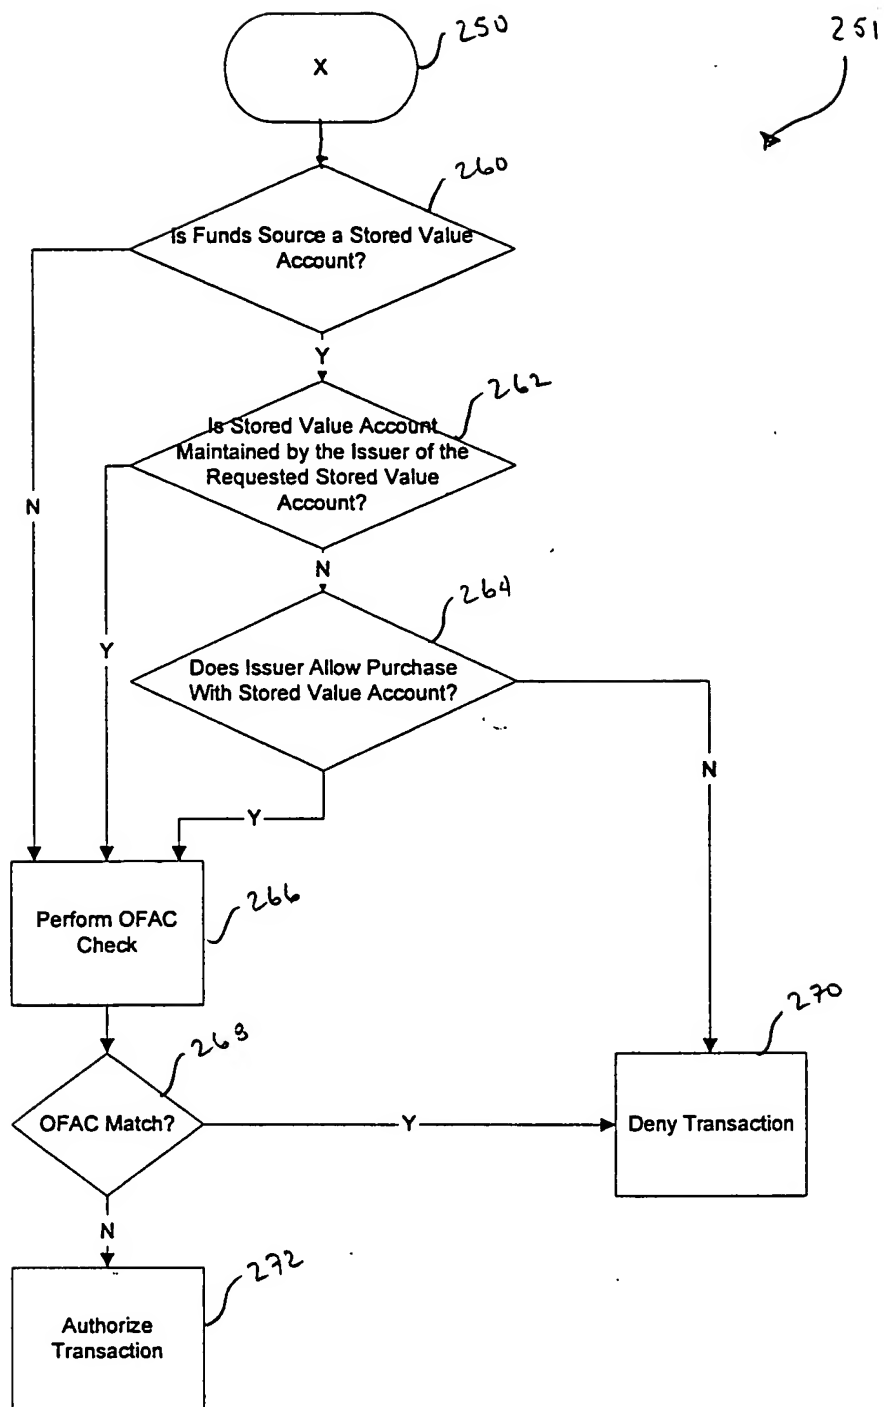 250
251
X
260
Is Funds Source a Stored Value
Account?
Y
262
Is Stored Value Account
Maintained by the Issuer of the
Requested Stored Value
Account?
N
N
264
Y
Does Issuer Allow Purchase
With Stored Value Account?
N
Y
266
Perform OFAC
Check
270
268
OFAC Match?
Y
Deny Transaction
N
272
Authorize
Transaction